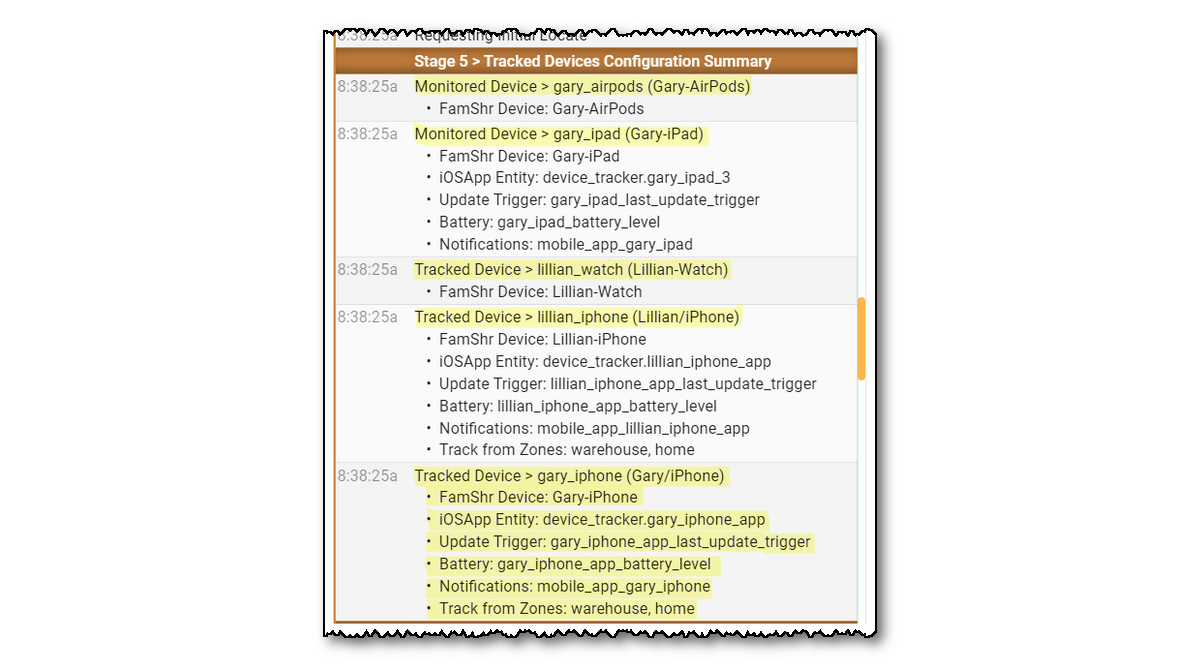 8:38:25a Requesting Initial Locate
Stage 5 > Tracked Devices Configuration Summary
8:38:25a Monitored Device > gary_airpods (Gary-AirPods)
• FamShr Device: Gary-AirPods
8:38:25a Monitored Device > gary_ipad (Gary-iPad)
• FamShr Device: Gary-iPad
• iOSApp Entity: device_tracker.gary_ipad_3
• Update Trigger: gary_ipad_last_update_trigger
• Battery: gary_ipad_battery_level
• Notifications: mobile_app_gary_ipad
8:38:25a Tracked Device > lillian_watch (Lillian-Watch)
• FamShr Device: Lillian-Watch
8:38:25a Tracked Device > lillian_iphone (Lillian/iPhone)
• FamShr Device: Lillian-iPhone
• iOSApp Entity: device_tracker.lillian_iphone_app
• Update Trigger: lillian_iphone_app_last_update_trigger
• Battery: lillian_iphone_app_battery_level
• Notifications: mobile_app_lillian_iphone_app
• Track from Zones: warehouse, home
8:38:25a Tracked Device > gary_iphone (Gary/iPhone)
• FamShr Device: Gary-iPhone
• iOSApp Entity: device_tracker.gary_iphone_app
• Update Trigger: gary_iphone_app_last_update_trigger
• Battery: gary_iphone_app_battery_level
• Notifications: mobile_app_gary_iphone
• Track from Zones: warehouse, home